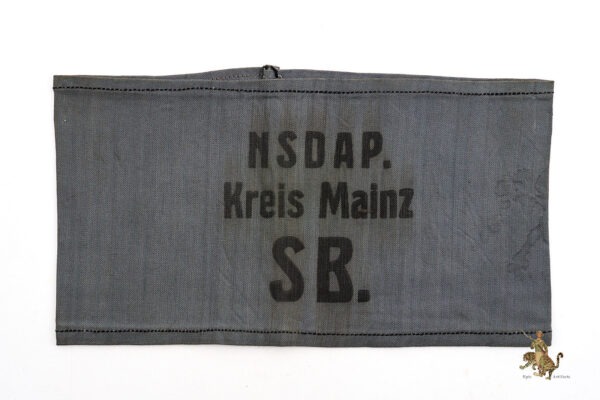 NSDAP.
Kreis Mainz
SB.